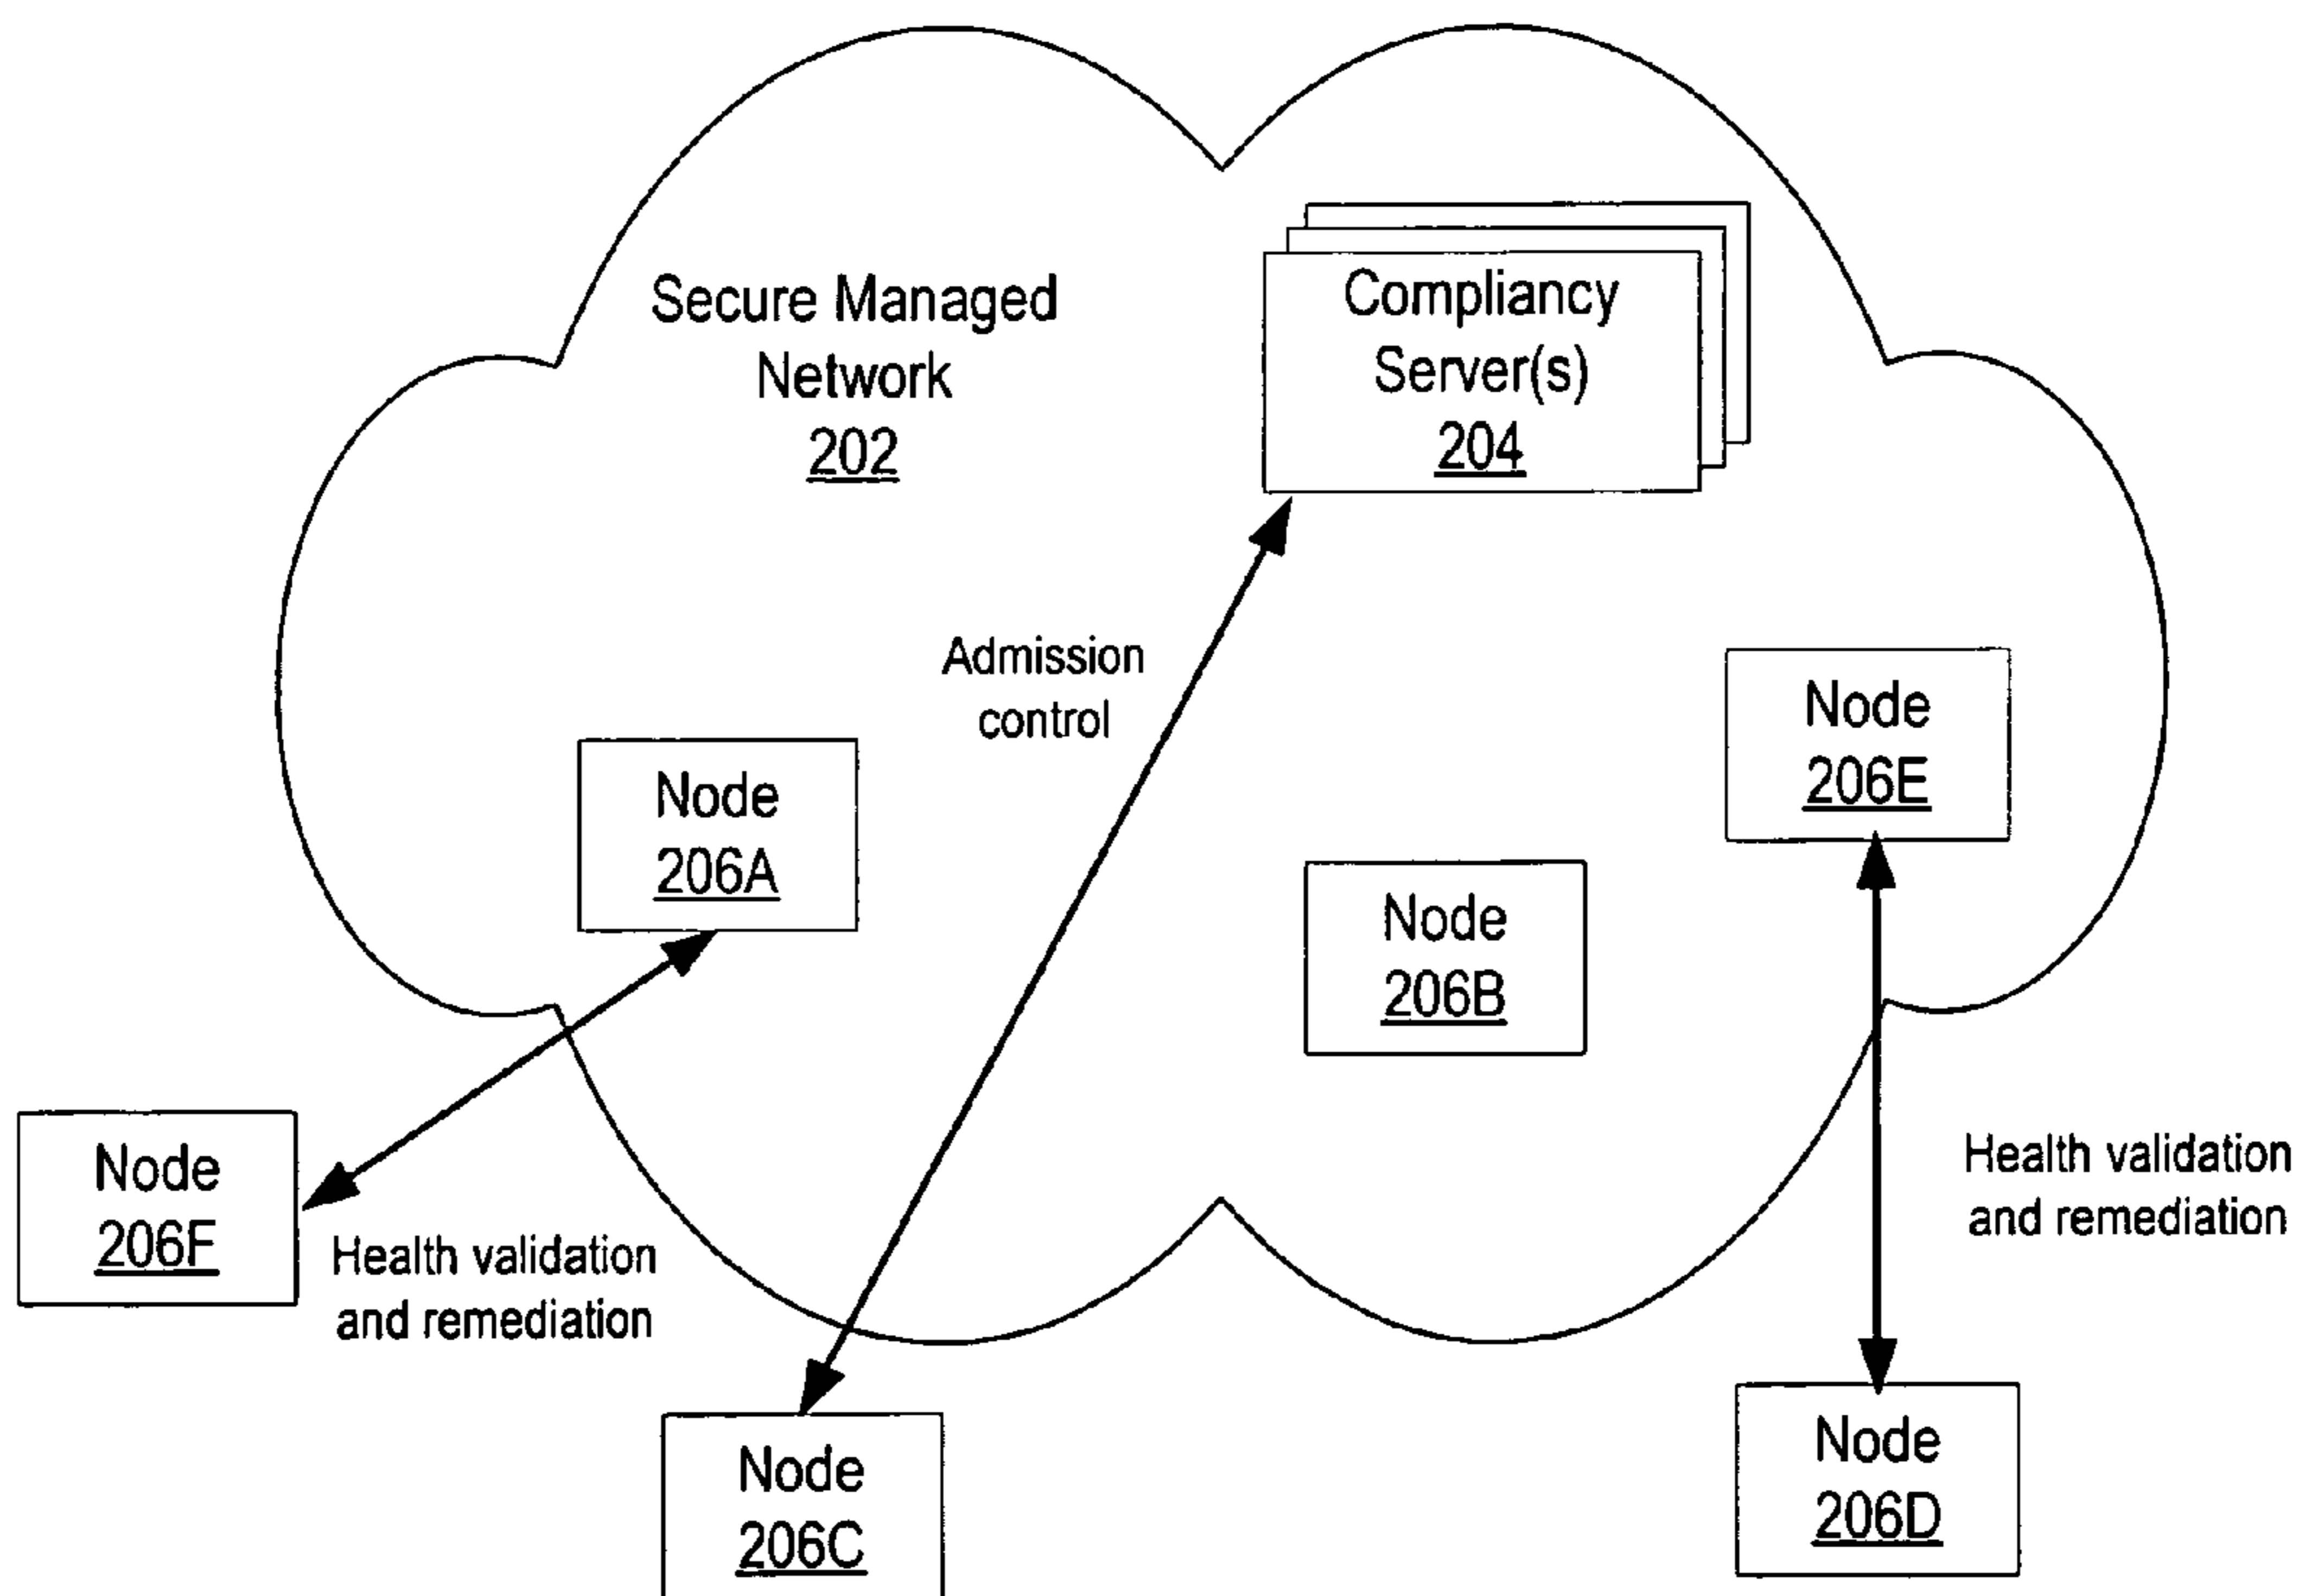 Secure Managed
Network
202
Compliancy
Server(s)
204
Admission
control
Node
206E
Node
206A
Node
206B
Node
206F
Health validation
and remediation
Health validation
and remediation
Node
206C
Node
206D